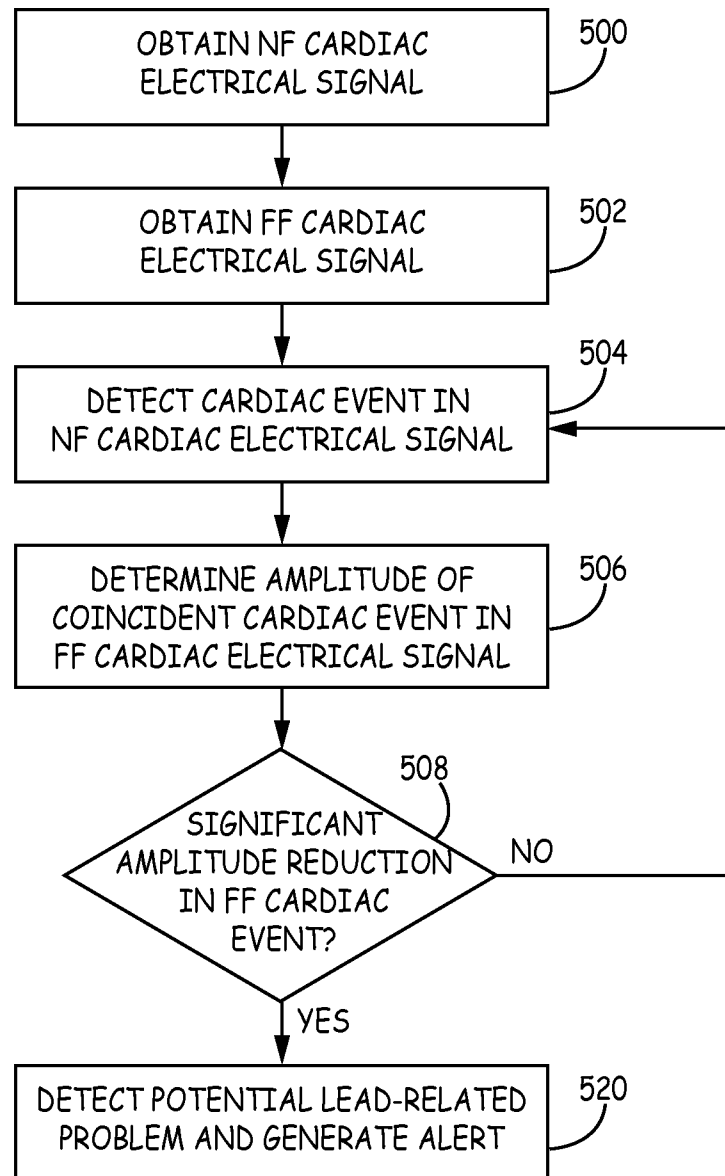 OBTAIN NF CARDIAC
ELECTRICAL SIGNAL
500
OBTAIN FF CARDIAC
ELECTRICAL SIGNAL
502
DETECT CARDIAC EVENT IN
NF CARDIAC ELECTRICAL SIGNAL
504
DETERMINE AMPLITUDE OF
COINCIDENT CARDIAC EVENT IN
FF CARDIAC ELECTRICAL SIGNAL
506
SIGNIFICANT
AMPLITUDE REDUCTION
IN FF CARDIAC
EVENT?
508
NO
YES
DETECT POTENTIAL LEAD-RELATED
PROBLEM AND GENERATE ALERT
520